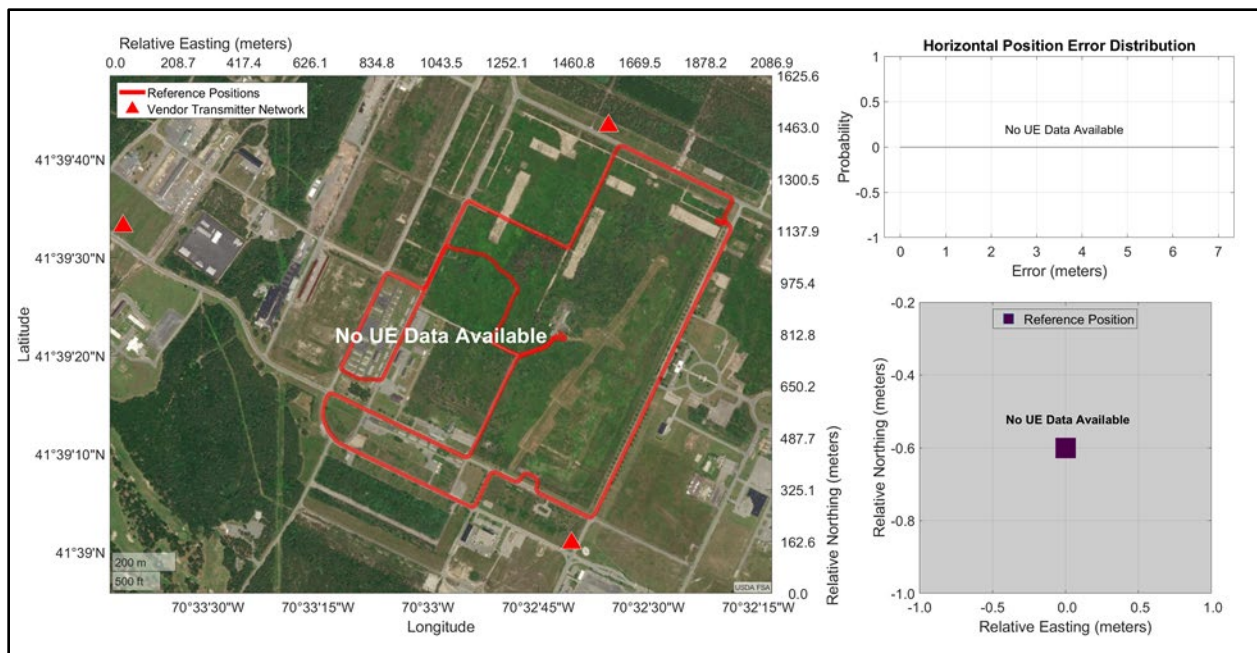 Relative Easting (meters)
0.0 208.7 417.4 626.1 834.8 1043.5 1252.1 1460.8 1669.5 1878.2 2086.9
Reference Positions
Vendor Transmitter Network
41°39'40"N
41°39'30"N
41°39'20"N
41°39'10"N
41°39'N
Latitude
No UE Data Available
1625.6
1463.0
1300.5
1137.9
975.4
812.8
650.2
487.7
325.1
162.6
0.0
Relative Northing (meters)
200 m
500 ft
USDA FSA
70°33'30"W 70°33'15"W 70°33'W 70°32'45"W 70°32'30"W 70°32'15"W
Longitude
Horizontal Position Error Distribution
1
0.5
0
-0.5
-1
Probability
No UE Data Available
0 1 2 3 4 5 6 7
Error (meters)
-0.2
-0.4
-0.6
-0.8
-1.0
Relative Northing (meters)
Reference Position
No UE Data Available
-1.0 -0.5 0.0 0.5 1.0
Relative Easting (meters)